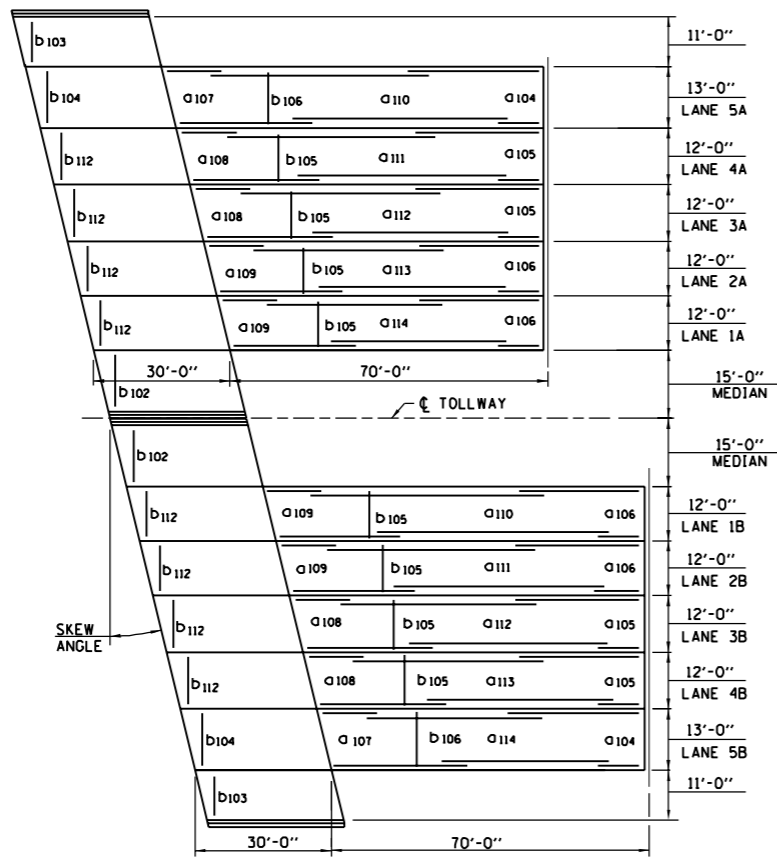 b103 11'-0"
b104 a107 b106 a110 a104 13'-0"
LANE 5A
b112 a108 b105 a111 a105 12'-0"
LANE 4A
b112 a108 b105 a112 a105 12'-0"
LANE 3A
b112 a109 b105 a113 a106 12'-0"
LANE 2A
b112 a109 b105 a114 a106 12'-0"
LANE 1A
30'-0" 70'-0"
b102 15'-0"
MEDIAN
℄ TOLLWAY
b102 15'-0"
MEDIAN
b112 a109 b105 a110 a106 12'-0"
LANE 1B
b112 a109 b105 a111 a106 12'-0"
LANE 2B
SKEW
ANGLE
b112 a108 b105 a112 a105 12'-0"
LANE 3B
b112 a108 b105 a113 a105 12'-0"
LANE 4B
b104 a107 b106 a114 a104 13'-0"
LANE 5B
b103 11'-0"
30'-0" 70'-0"